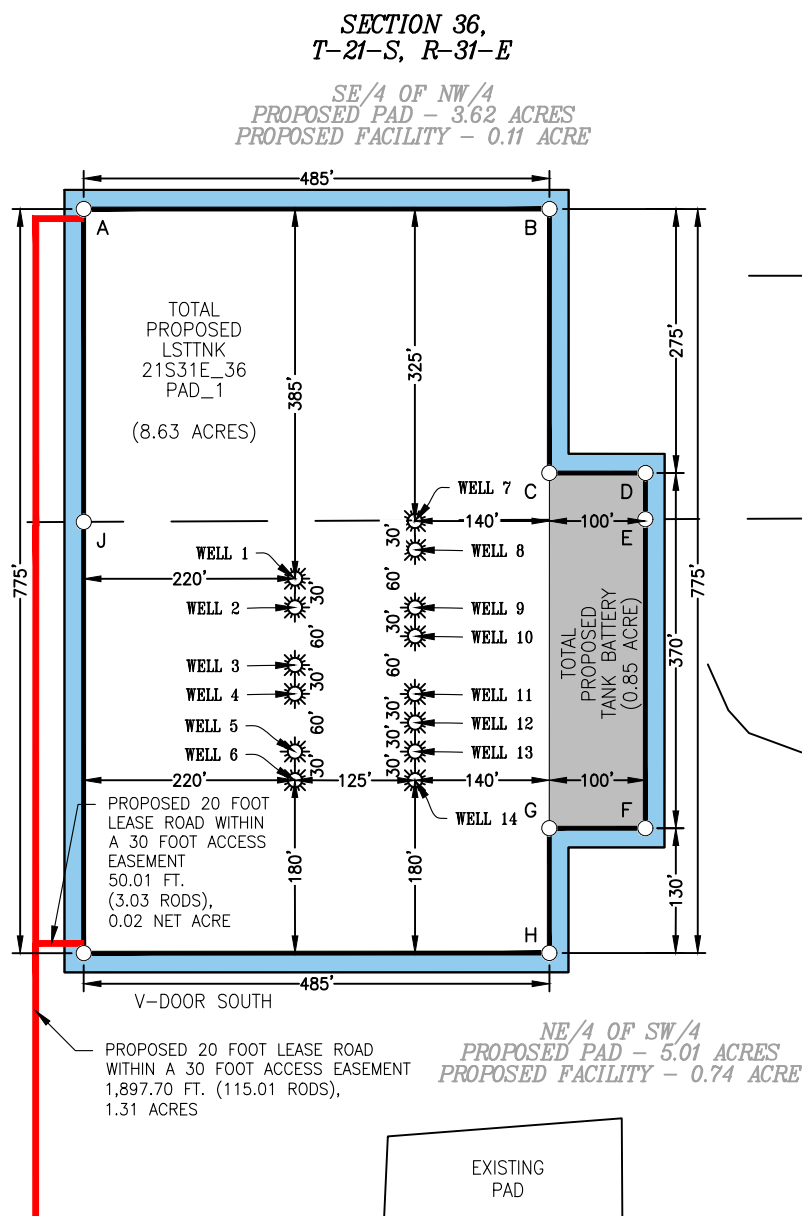 SECTION 36,
T-21-S, R-31-E
SE/4 OF NW/4
PROPOSED PAD - 3.62 ACRES
PROPOSED FACILITY - 0.11 ACRE
485'
A
B
TOTAL
PROPOSED
LSTTNK
21S31E_36
PAD_1
(8.63 ACRES)
385'
325'
275'
775'
775'
C
D
E
J
WELL 7
140'
100'
30'
WELL 8
WELL 1
220'
30'
60'
WELL 2
WELL 9
60'
30'
WELL 10
WELL 3
60'
30'
WELL 4
WELL 11
60'
30'
WELL 12
WELL 5
30'
WELL 13
WELL 6
30'
30'
TOTAL
PROPOSED
TANK BATTERY
(0.85 ACRE)
370'
220'
125'
140'
100'
WELL 14
G
F
PROPOSED 20 FOOT
LEASE ROAD WITHIN
A 30 FOOT ACCESS
EASEMENT
50.01 FT.
(3.03 RODS),
0.02 NET ACRE
180'
180'
130'
H
485'
V-DOOR SOUTH
NE/4 OF SW/4
PROPOSED PAD - 5.01 ACRES
PROPOSED FACILITY - 0.74 ACRE
PROPOSED 20 FOOT LEASE ROAD
WITHIN A 30 FOOT ACCESS EASEMENT
1,897.70 FT. (115.01 RODS),
1.31 ACRES
EXISTING
PAD